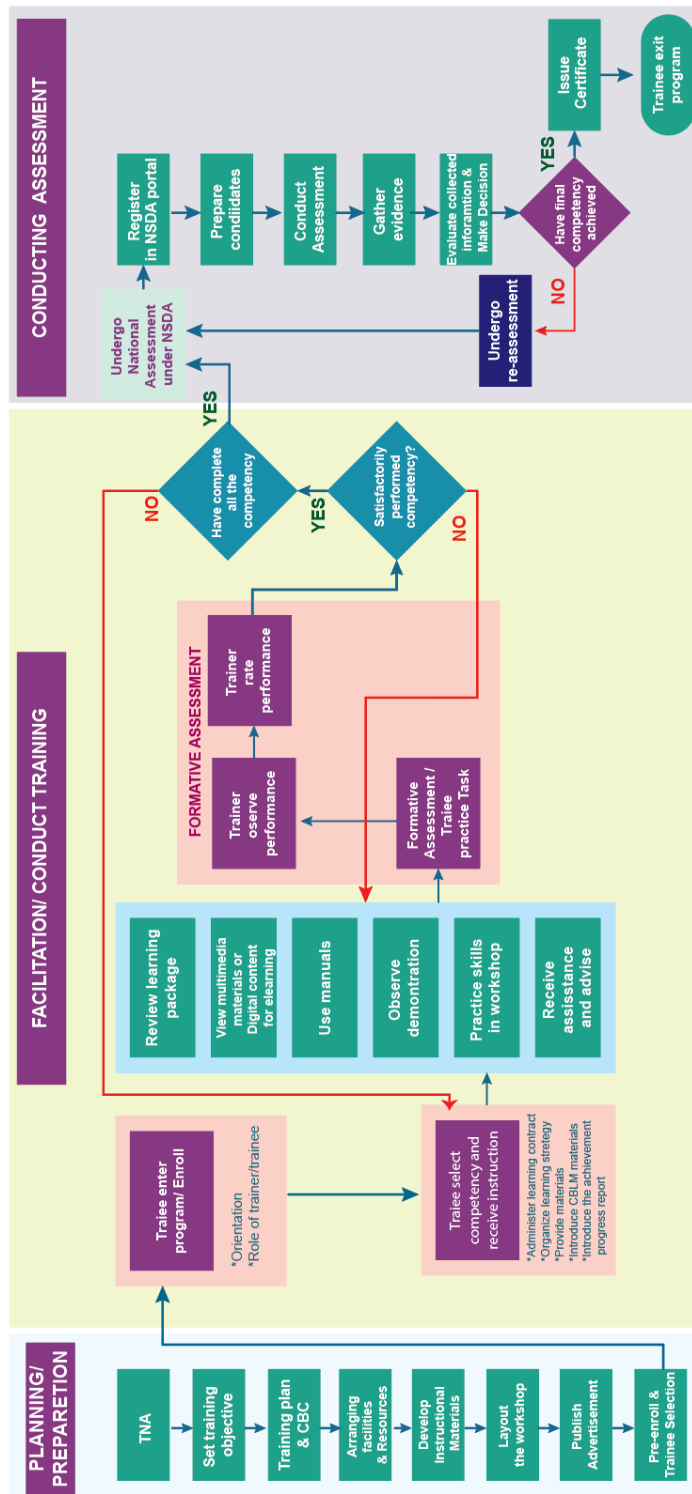 PLANNING/
PREPARETION
TNA
Set training
objective
Training plan
& CBC
Arranging
facilities
& Resources
Develop
Instructional
Materials
Layout
the workshop
Publish
Advertisement
Pre-enroll &
Trainee Selection
FACILITATION/ CONDUCT TRAINING
Traiee enter
program/ Enroll
*Orientation
*Role of trainer/trainee
Traiee select
competency and
receive instruction
*Administer learning contract
*Organize learning stretegy
*Provide materials
*Introduce CBLM materials
*Introduce the achievement
progress report
Review learning
package
View multimedia
materials or
Digital content
for elearning
Use manuals
Observe
demontration
Practice skills
in workshop
Receive
assisstance
and advise
FORMATIVE ASSESSMENT
Formative
Assessment /
Traiee
practice Task
Trainer
oserve
performance
Trainer
rate
performance
Satisfactorily
performed
competency?
YES
NO
Have complete
all the
competency
NO
YES
CONDUCTING ASSESSMENT
Undergo
National
Assessment
under NSDA
Register
in NSDA portal
Prepare
condiidates
Conduct
Assessment
Gather
evidence
Evaluate collected
inforamtion &
Make Decision
Have final
competency
achieved
NO
Undergo
re-assessment
YES
Issue
Certificate
Trainee exit
program